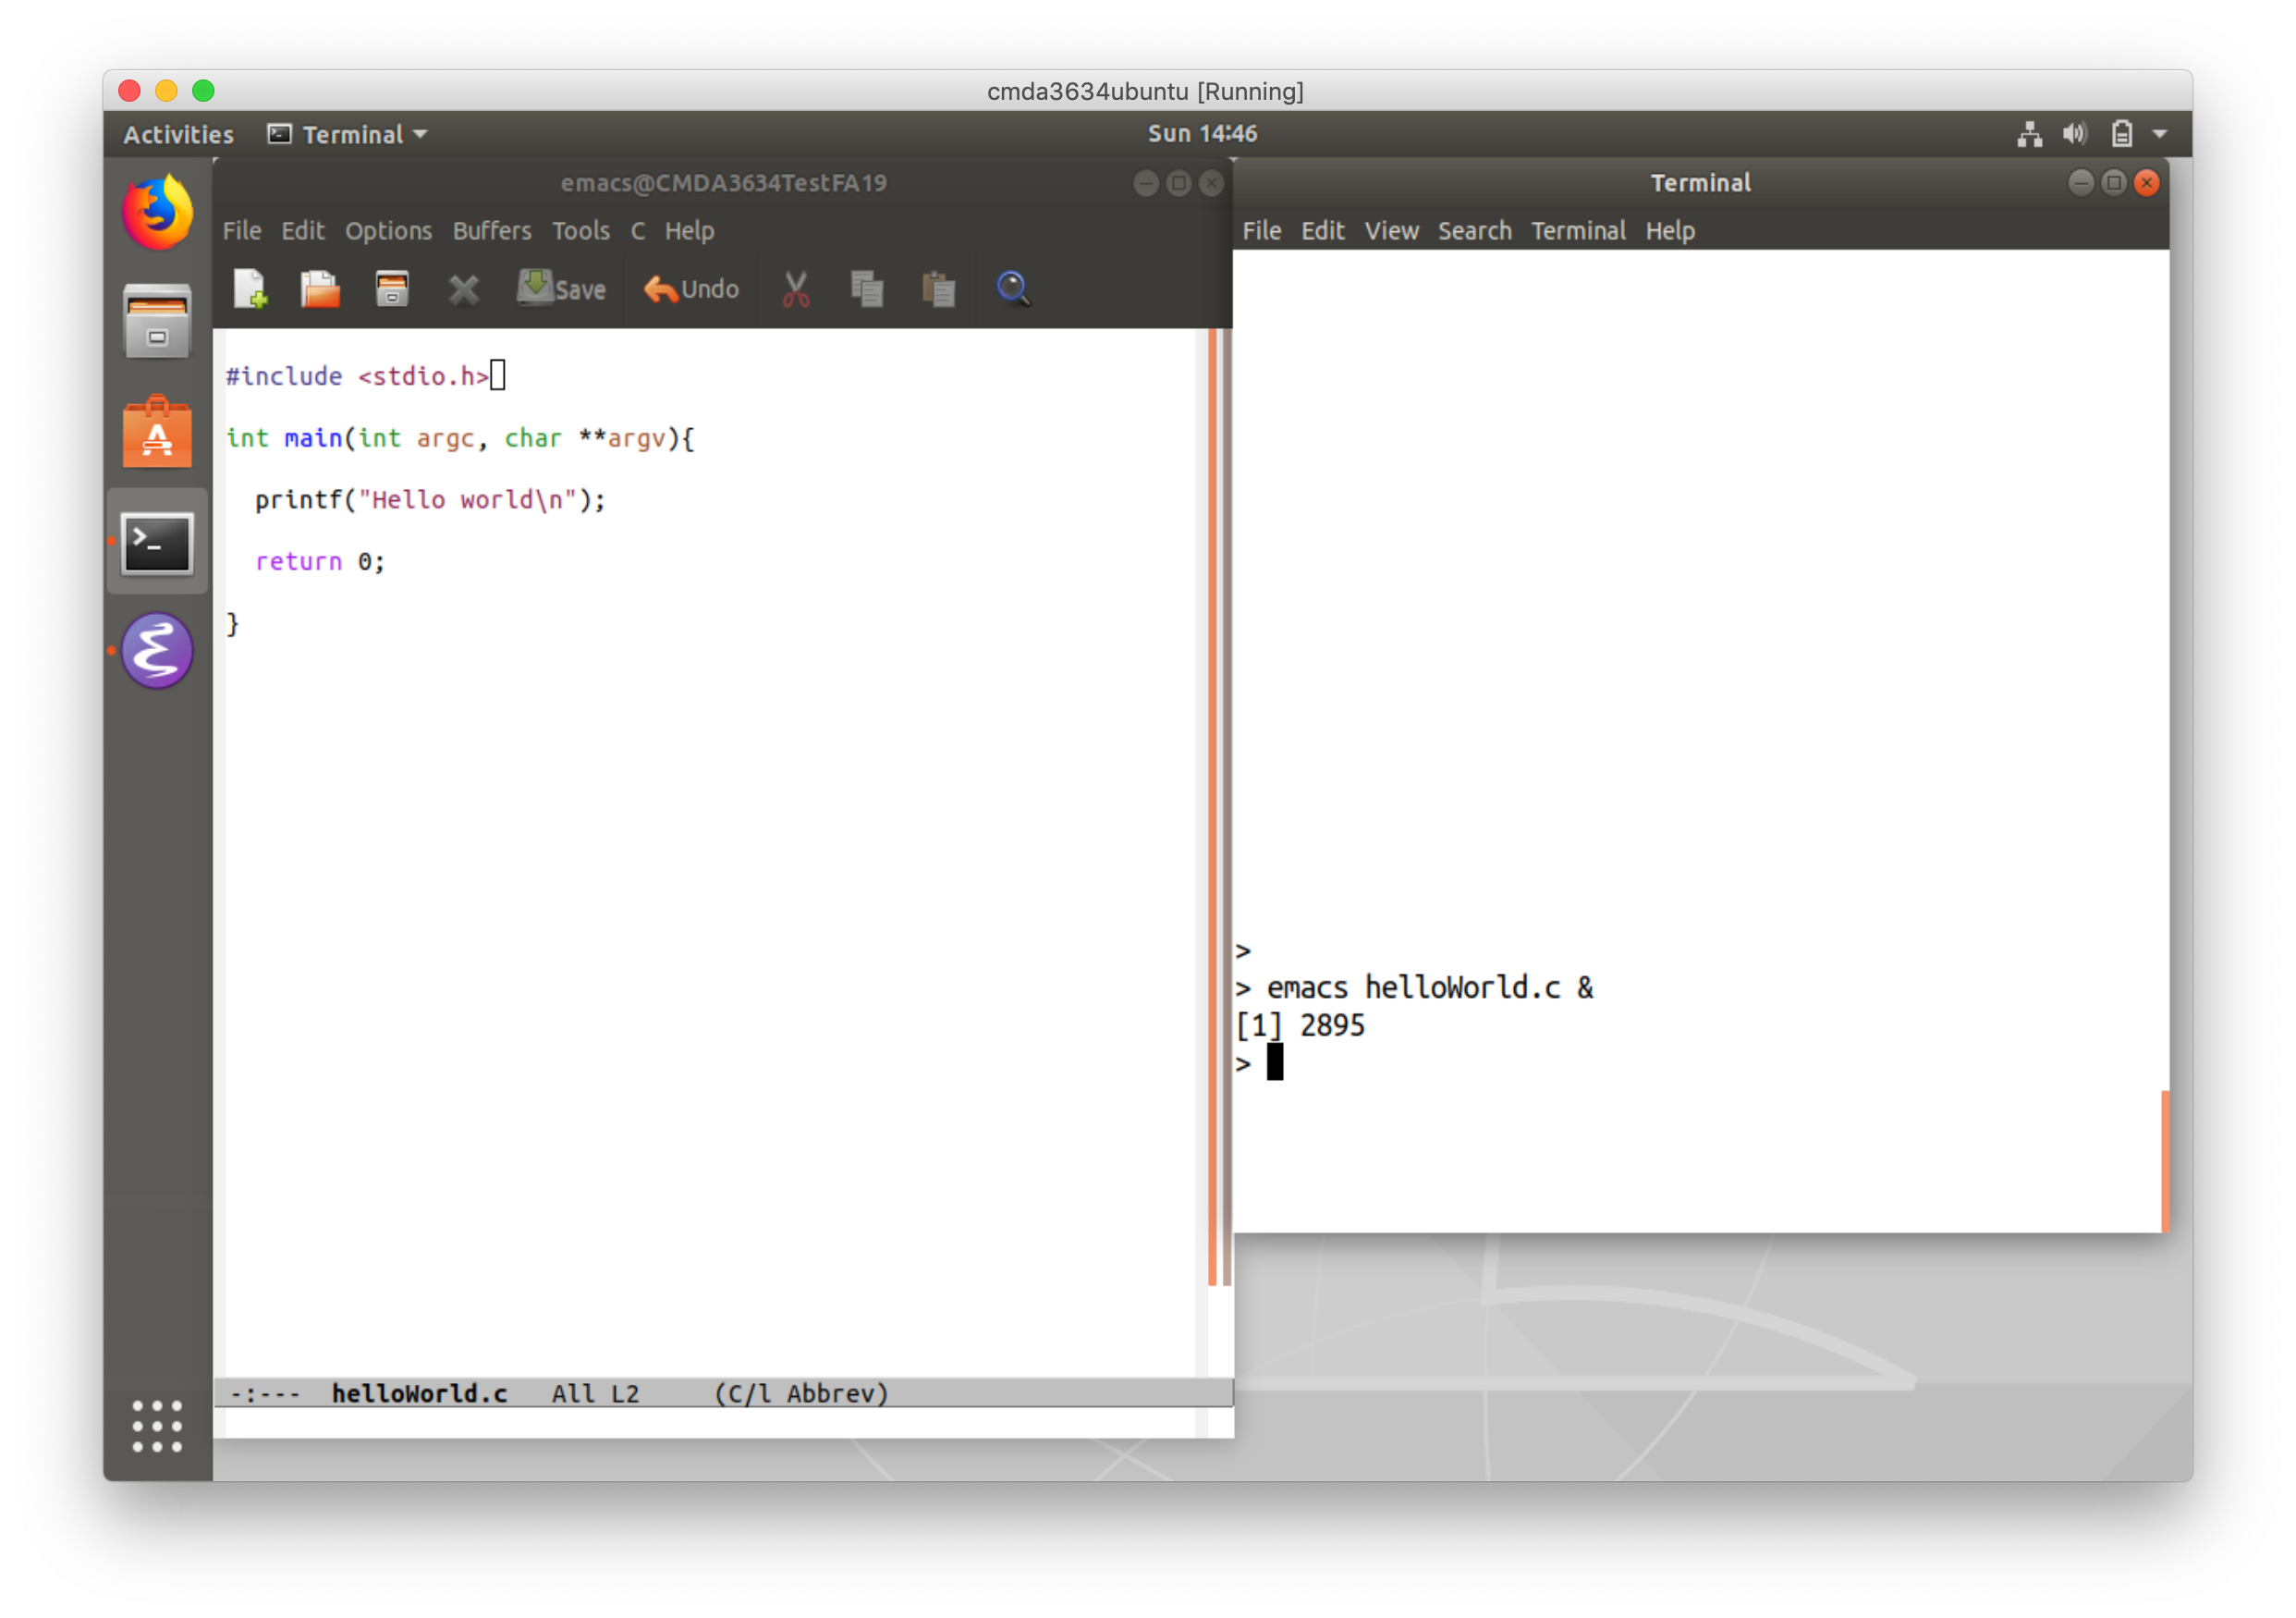 cmda3634ubuntu [Running]
Activities Terminal Sun 14:46
emacs@CMDA3634TestFA19
File Edit Options Buffers Tools C Help
Save Undo
#include <stdio.h>
int main(int argc, char **argv){
  printf("Hello world\n");
  return 0;
}
-:--- helloWorld.c All L2 (C/l Abbrev)
Terminal
File Edit View Search Terminal Help
>
> emacs helloWorld.c &
[1] 2895
>